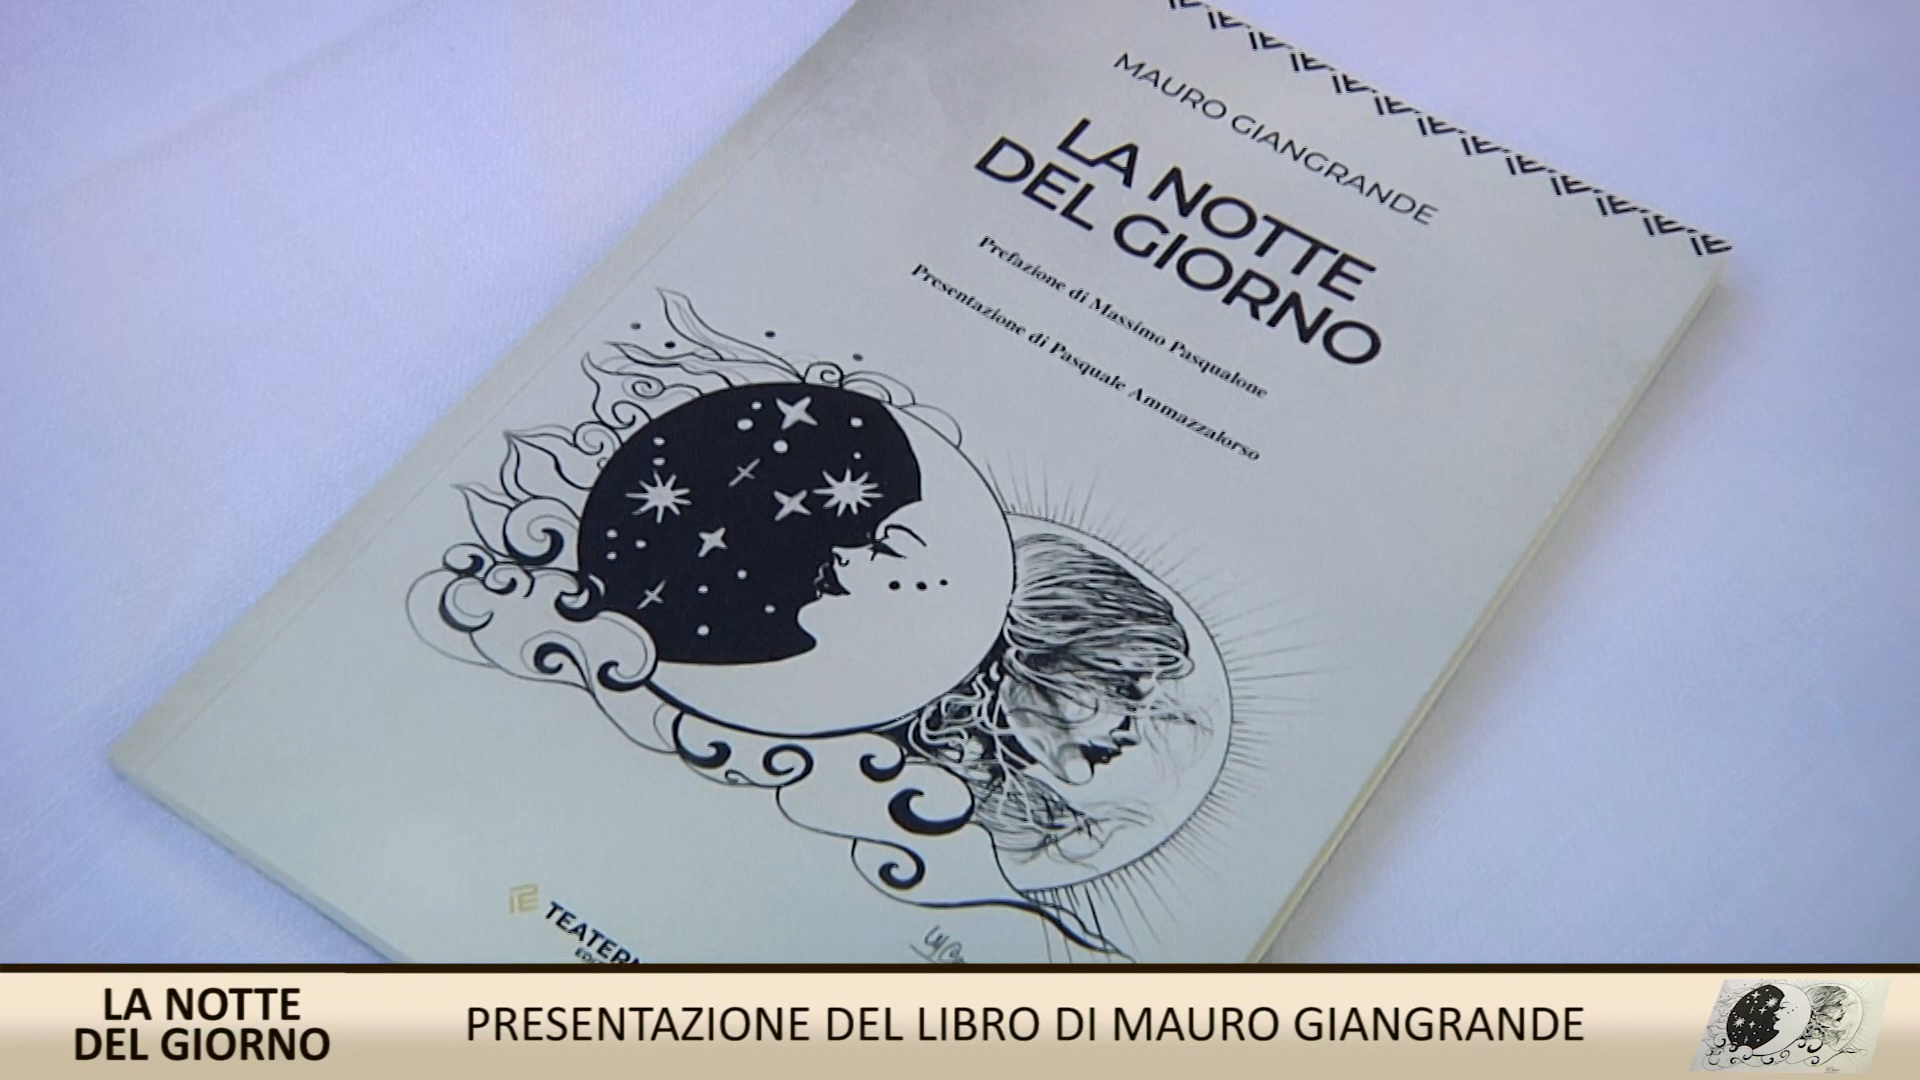 MAURO GIANGRANDE
LA NOTTE
DEL GIORNO
Prefazione di Massimo Pasqualone
Presentazione di Pasquale Ammazzalorso
LA NOTTE
DEL GIORNO
PRESENTAZIONE DEL LIBRO DI MAURO GIANGRANDE